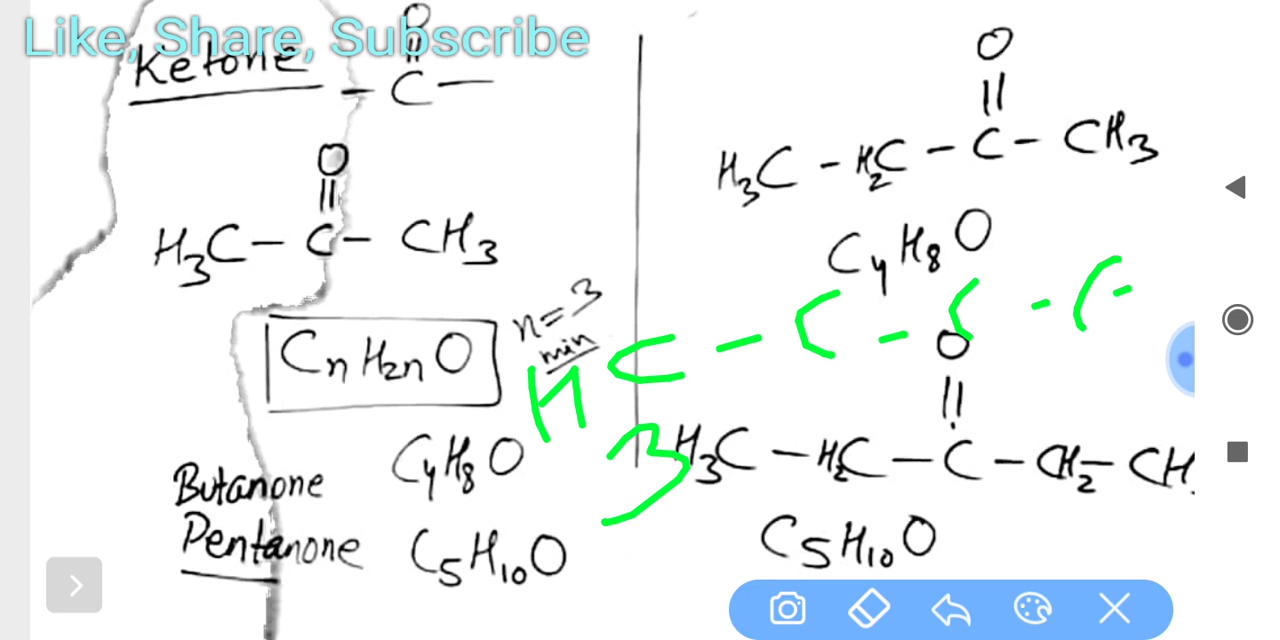 Like, Share, Subscribe
Ketone
O
||
- C -
O
||
H3C - C - CH3
CnH2nO
n=3
min
Butanone C4H8O
Pentanone C5H10O
O
||
H3C - H2C - C - CH3
C4H8O
H3C - C - C - C
O
||
H3C - H2C - C - CH2 - CH
C5H10O